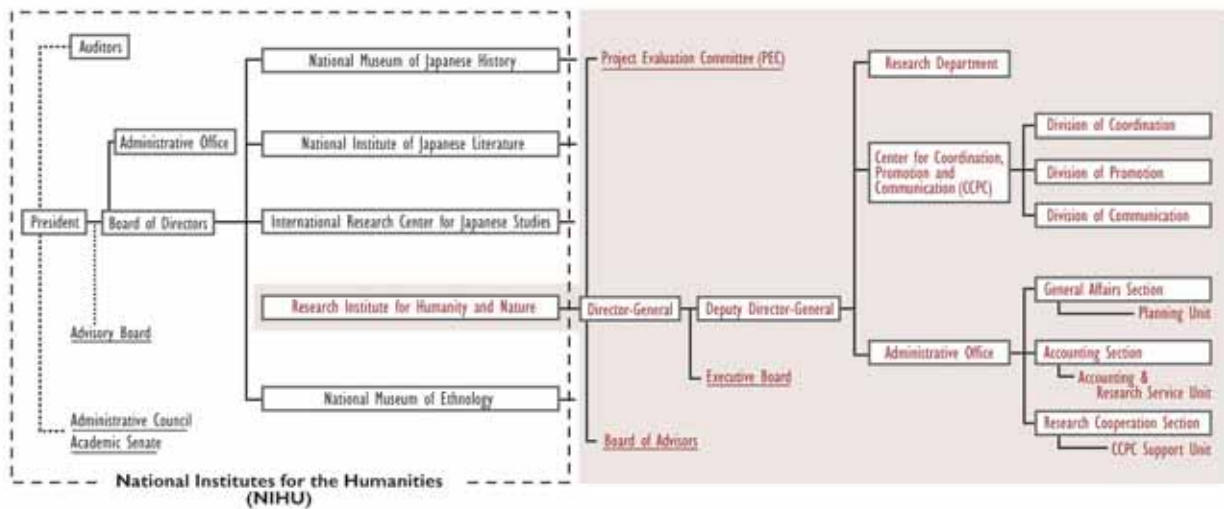 Auditors
Administrative Office
President
Board of Directors
Advisory Board
Administrative Council
Academic Senate
National Museum of Japanese History
National Institute of Japanese Literature
International Research Center for Japanese Studies
Research Institute for Humanity and Nature
National Museum of Ethnology
National Institutes for the Humanities
(NIHU)
Project Evaluation Committee (PEC)
Director-General
Deputy Director-General
Executive Board
Board of Advisors
Research Department
Center for Coordination,
Promotion and
Communication (CCPC)
Division of Coordination
Division of Promotion
Division of Communication
Administrative Office
General Affairs Section
Planning Unit
Accounting Section
Accounting &
Research Service Unit
Research Cooperation Section
CCPC Support Unit